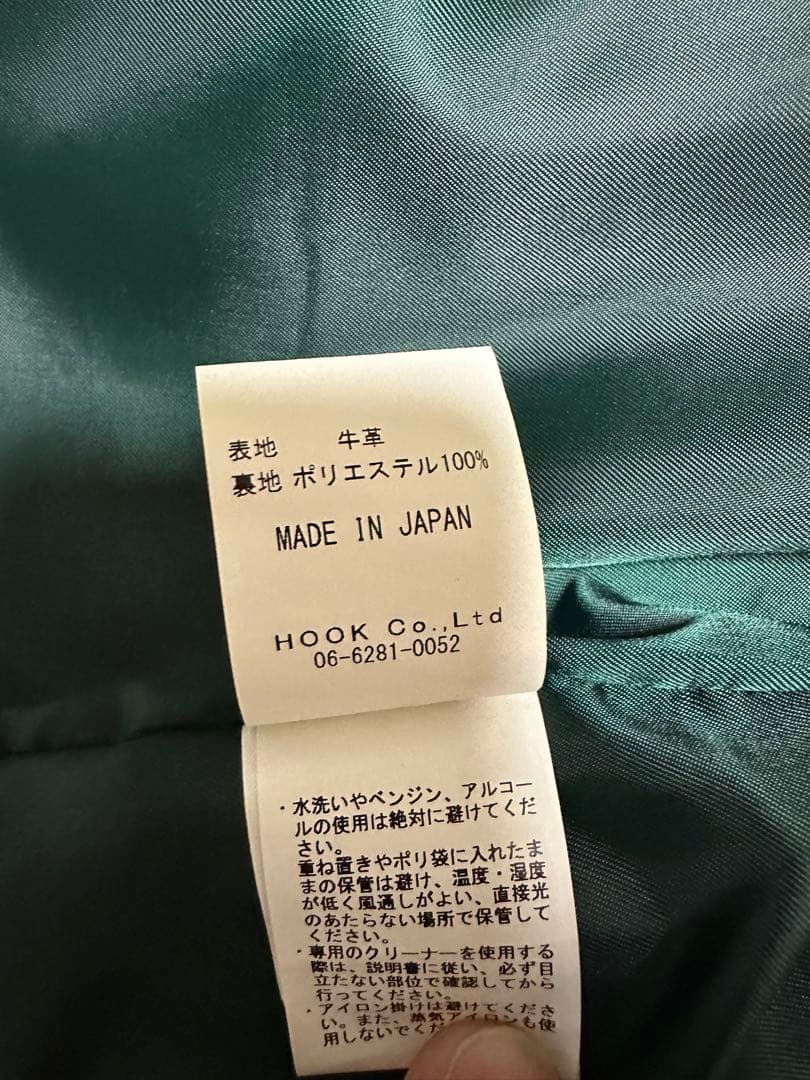 表地 牛革
裏地 ポリエステル100%
MADE IN JAPAN
HOOK Co.,Ltd
06-6281-0052
・水洗いやベンジン、アルコー
ルの使用は絶対に避けてくだ
さい。
重ね置きやポリ袋に入れたま
まの保管は避け、温度・湿度
が低く風通しがよい、直接光
のあたらない場所で保管して
ください。
・専用のクリーナーを使用する
際は、説明書に従い、必ず目
立たない部位で確認してから
行ってください。
・アイロン掛けは避けてくださ
い。また、蒸気アイロンも使
用しないでくだ